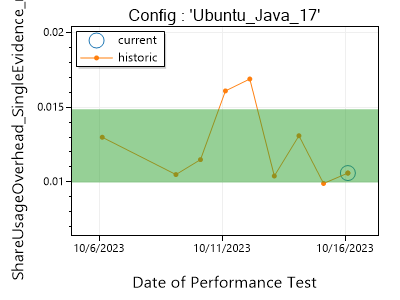 Config : 'Ubuntu_Java_17'
current
historic
ShareUsageOverhead_SingleEvidence_
0.02
0.015
0.01
10/6/2023
10/11/2023
10/16/2023
Date of Performance Test